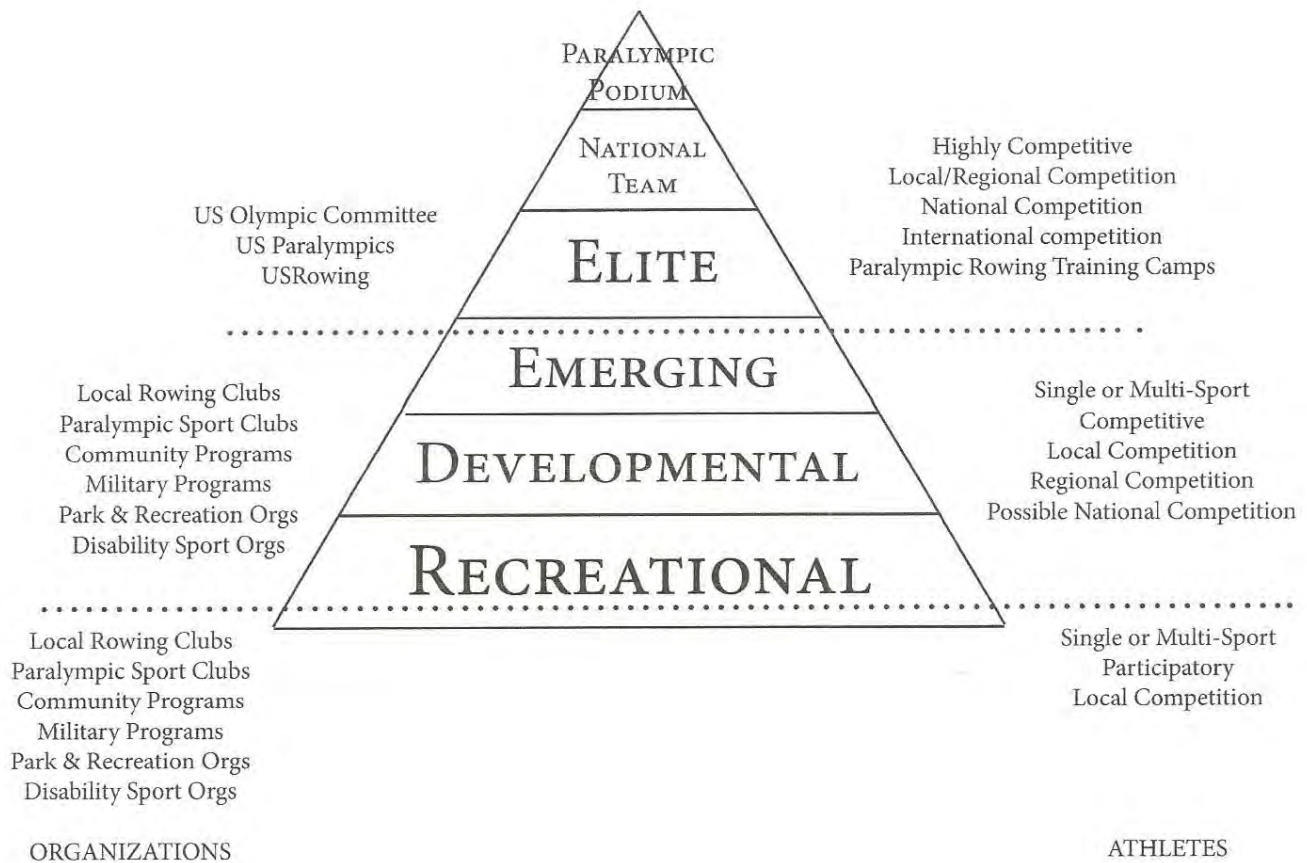 PARALYMPIC
PODIUM
NATIONAL
TEAM
Highly Competitive
Local/Regional Competition
National Competition
International competition
Paralympic Rowing Training Camps
US Olympic Committee
US Paralympics
USRowing
ELITE
EMERGING
Local Rowing Clubs
Paralympic Sport Clubs
Community Programs
Military Programs
Park & Recreation Orgs
Disability Sport Orgs
DEVELOPMENTAL
Single or Multi-Sport
Competitive
Local Competition
Regional Competition
Possible National Competition
RECREATIONAL
Local Rowing Clubs
Paralympic Sport Clubs
Community Programs
Military Programs
Park & Recreation Orgs
Disability Sport Orgs
Single or Multi-Sport
Participatory
Local Competition
ORGANIZATIONS
ATHLETES